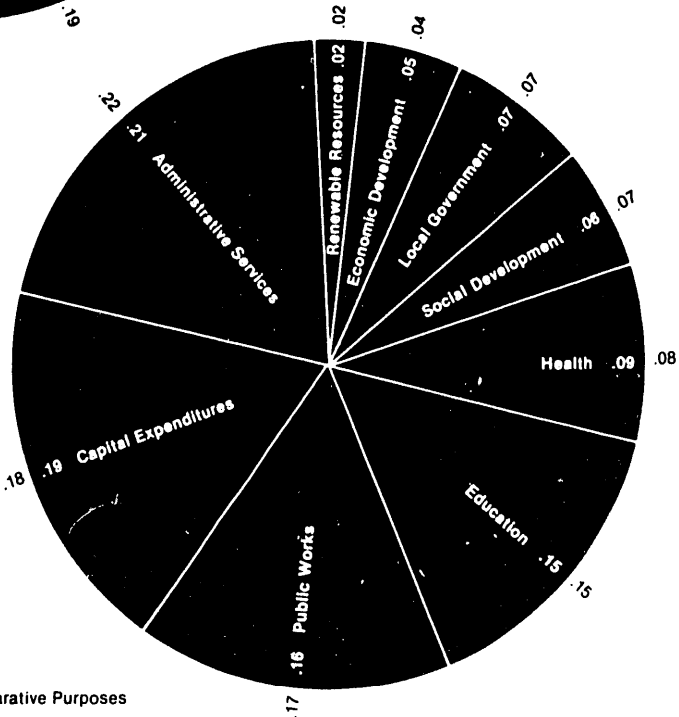 .19
.02
.02 Renewable Resources
.04
.05 Economic Development
.07
.07 Local Government
.07
.06 Social Development
Health .09
.08
Education .15
.15
.16 Public Works
.17
.19 Capital Expenditures
.18
.22
.21 Administrative Services
Purposes